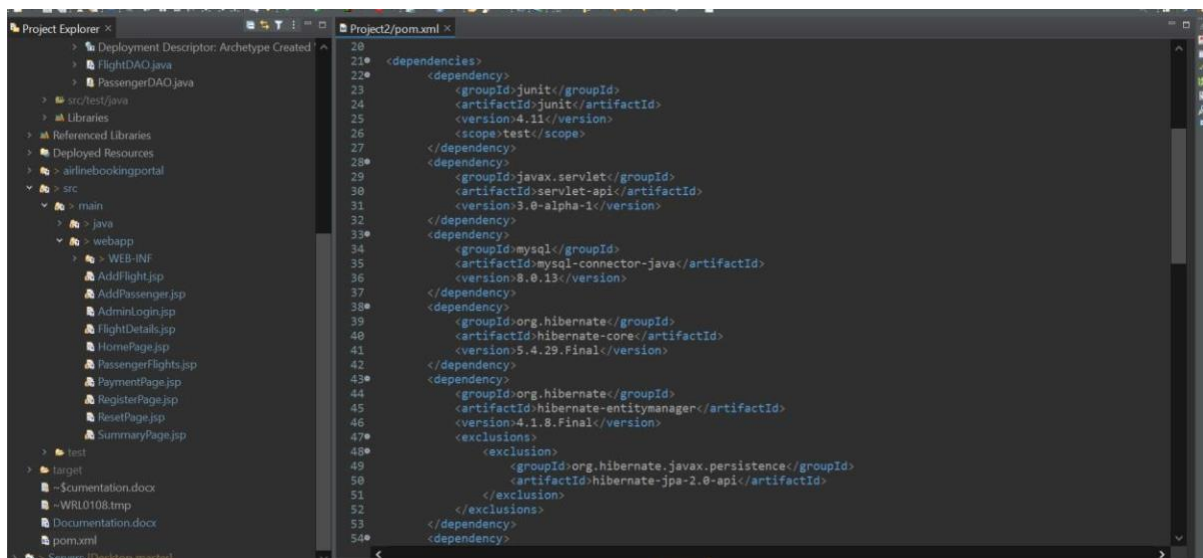 Project Explorer ×
> Deployment Descriptor: Archetype Created
> FlightDAO.java
> PassengerDAO.java
> src/test/java
> Libraries
> Referenced Libraries
> Deployed Resources
> > airlinebookingportal
> src
> main
> > java
> webapp
> > WEB-INF
AddFlight.jsp
AddPassenger.jsp
AdminLogin.jsp
FlightDetails.jsp
HomePage.jsp
PassengerFlights.jsp
PaymentPage.jsp
RegisterPage.jsp
ResetPage.jsp
SummaryPage.jsp
> test
> target
~$cumentation.docx
~WRL0108.tmp
Documentation.docx
pom.xml
> Servers [Desktop master]
Project2/pom.xml ×
20
21 <dependencies>
22 <dependency>
23 <groupId>junit</groupId>
24 <artifactId>junit</artifactId>
25 <version>4.11</version>
26 <scope>test</scope>
27 </dependency>
28 <dependency>
29 <groupId>javax.servlet</groupId>
30 <artifactId>servlet-api</artifactId>
31 <version>3.0-alpha-1</version>
32 </dependency>
33 <dependency>
34 <groupId>mysql</groupId>
35 <artifactId>mysql-connector-java</artifactId>
36 <version>8.0.13</version>
37 </dependency>
38 <dependency>
39 <groupId>org.hibernate</groupId>
40 <artifactId>hibernate-core</artifactId>
41 <version>5.4.29.Final</version>
42 </dependency>
43 <dependency>
44 <groupId>org.hibernate</groupId>
45 <artifactId>hibernate-entitymanager</artifactId>
46 <version>4.1.8.Final</version>
47 <exclusions>
48 <exclusion>
49 <groupId>org.hibernate.javax.persistence</groupId>
50 <artifactId>hibernate-jpa-2.0-api</artifactId>
51 </exclusion>
52 </exclusions>
53 </dependency>
54 <dependency>